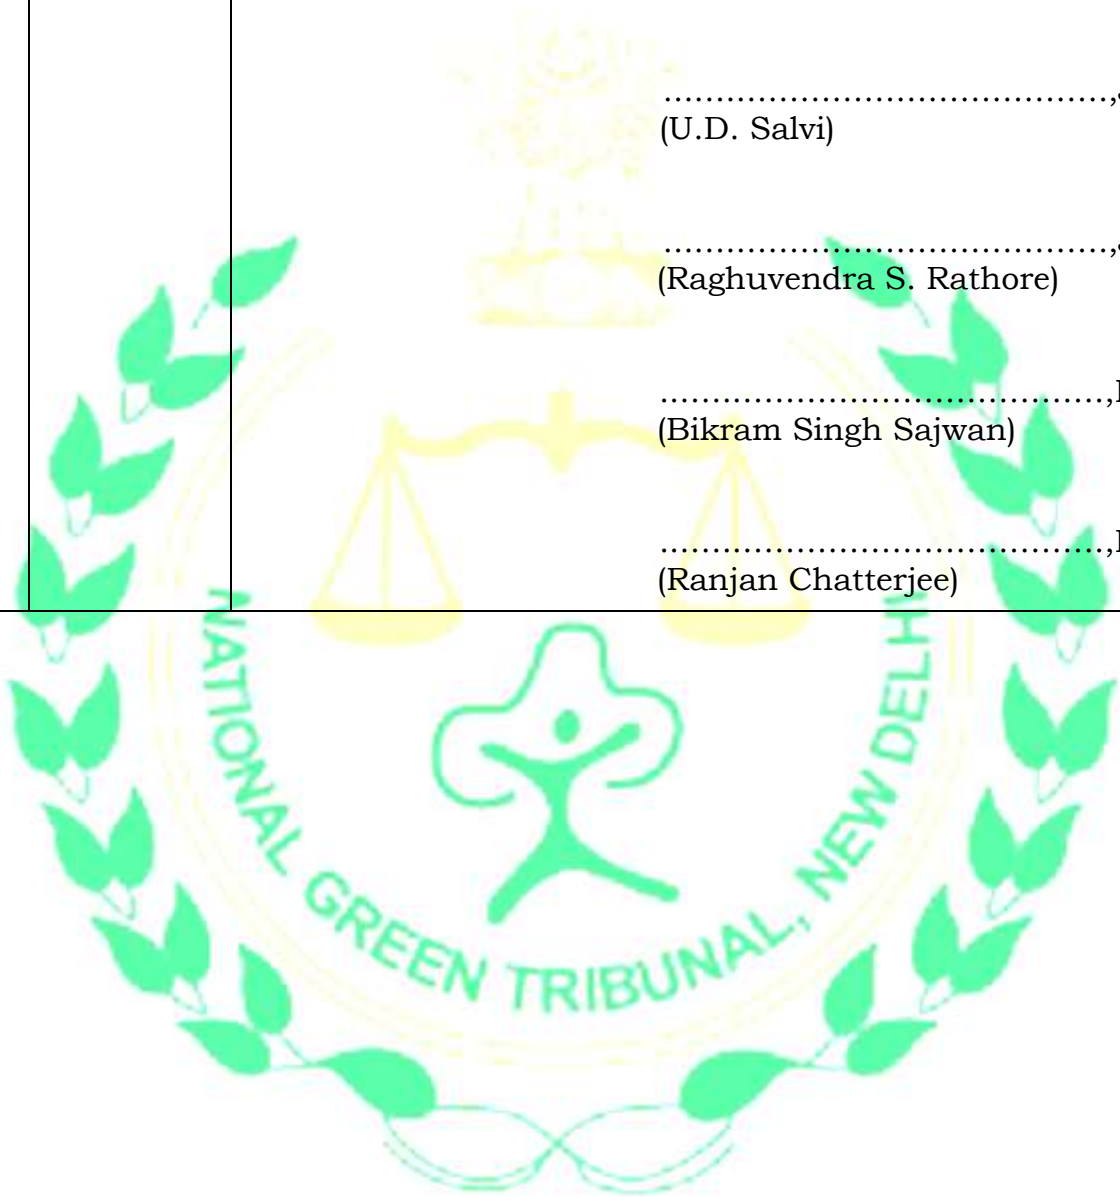 ………………………………………,
(U.D. Salvi)
………………………………………,
(Raghuvendra S. Rathore)
………………………………………,
(Bikram Singh Sajwan)
………………………………………,
(Ranjan Chatterjee)
NATIONAL GREEN TRIBUNAL, NEW DELHI